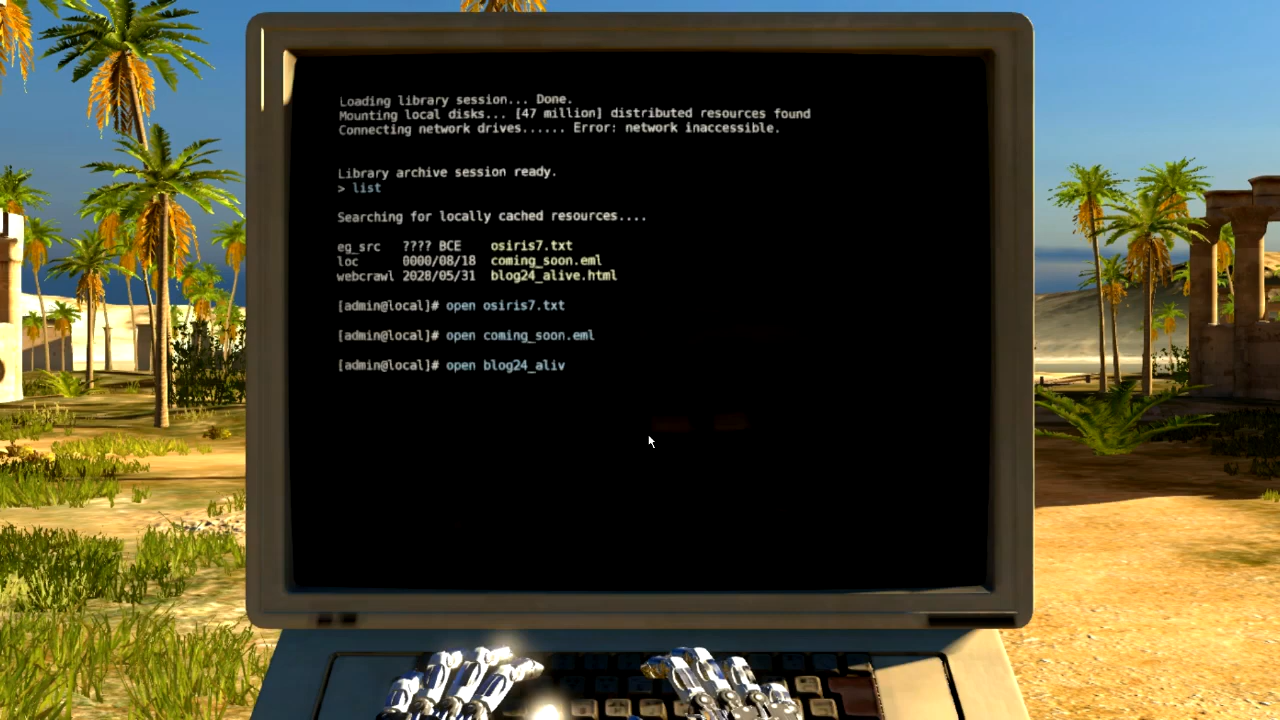 Loading library session... Done.
Mounting local disks... [47 million] distributed resources found
Connecting network drives...... Error: network inaccessible.
Library archive session ready.
> list
Searching for locally cached resources....
eg_src ???? BCE osiris7.txt
loc 0000/08/18 coming_soon.eml
webcrawl 2028/05/31 blog24_alive.html
[admin@local]# open osiris7.txt
[admin@local]# open coming_soon.eml
[admin@local]# open blog24_aliv